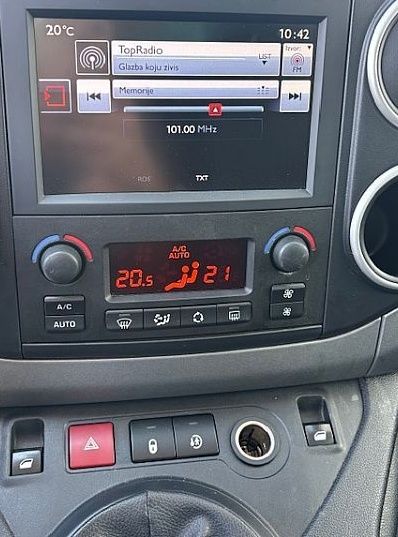 20°C 10:42
TopRadio LIST Izvor:
Glazba koju zivis FM
Memorije
101.00 MHz
RDS TXT
A/C
AUTO
20.5 21
A/C
AUTO